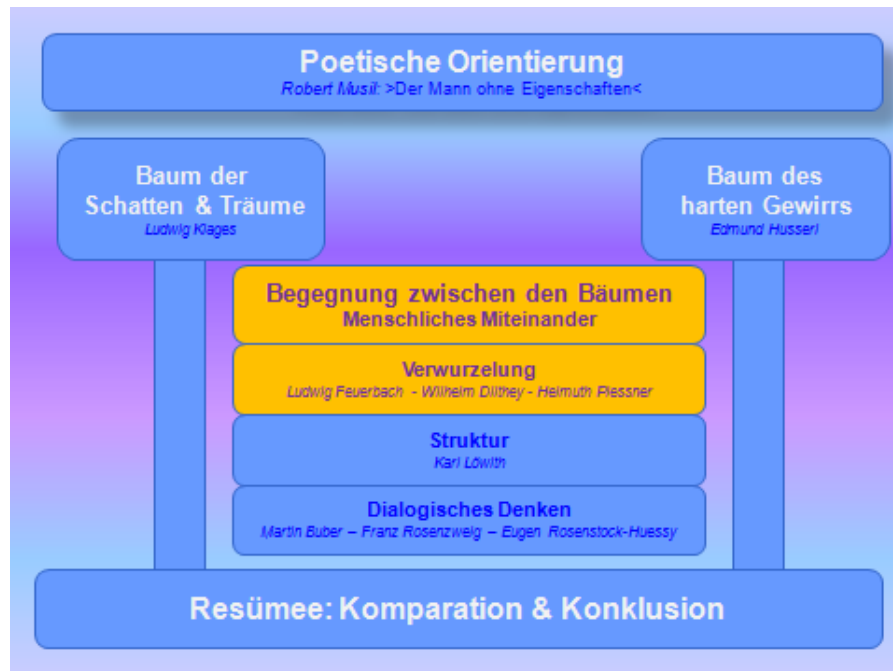 Poetische Orientierung
Robert Musil: >Der Mann ohne Eigenschaften<
Baum der
Schatten & Träume
Ludwig Klages
Baum des
harten Gewirrs
Edmund Husserl
Begegnung zwischen den Bäumen
Menschliches Miteinander
Verwurzelung
Ludwig Feuerbach - Wilhelm Dilthey - Helmuth Plessner
Struktur
Karl Löwith
Dialogisches Denken
Martin Buber – Franz Rosenzweig – Eugen Rosenstock-Huessy
Resümee: Komparation & Konklusion